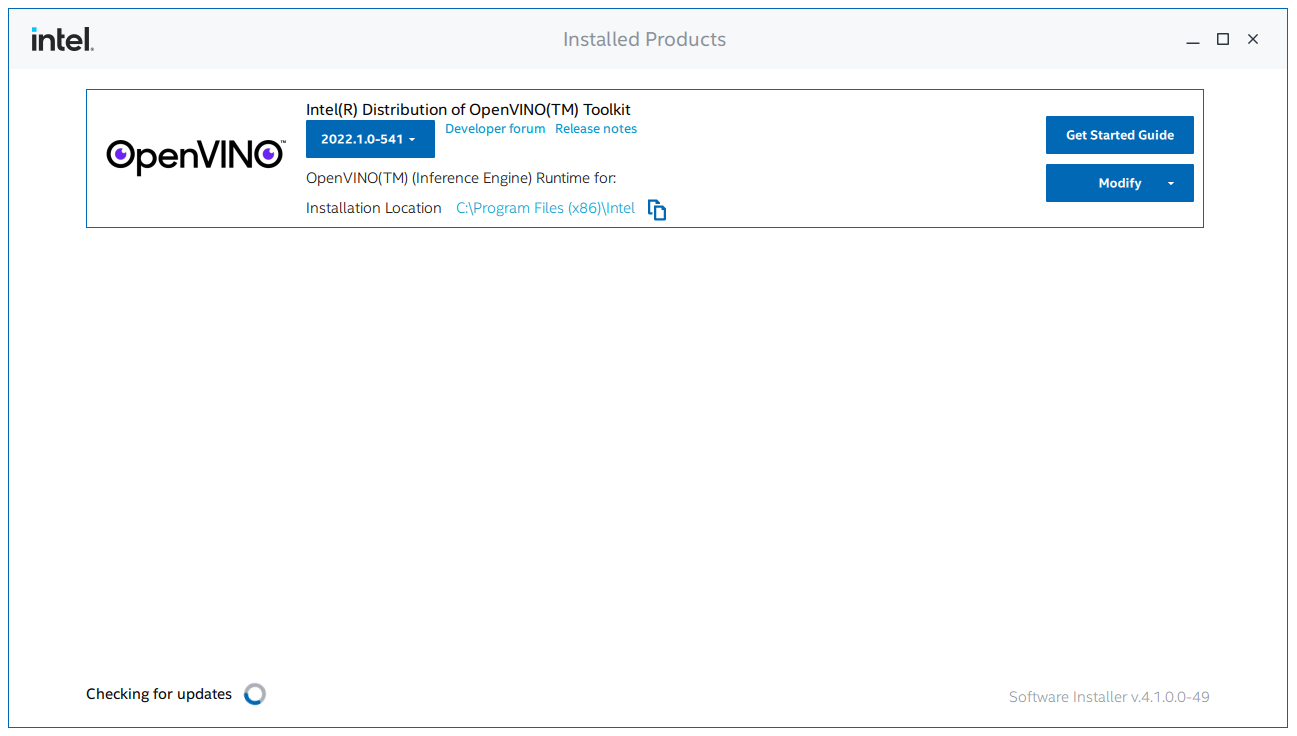 intel.
Installed Products
OpenVINO™
Intel(R) Distribution of OpenVINO(TM) Toolkit
2022.1.0-541
Developer forum Release notes
OpenVINO(TM) (Inference Engine) Runtime for:
Installation Location C:\Program Files (x86)\Intel
Get Started Guide
Modify
Checking for updates
Software Installer v.4.1.0.0-49